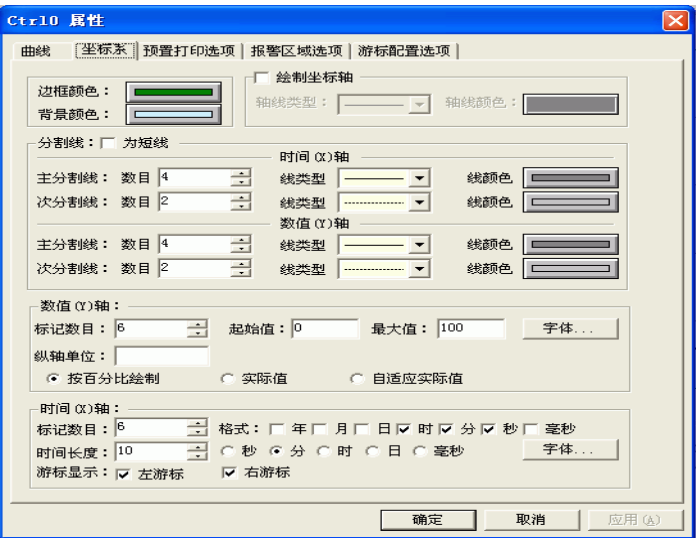 Ctrl0 属性
曲线 坐标系 预置打印选项 报警区域选项 游标配置选项
边框颜色： 绘制坐标轴
背景颜色： 轴线类型： 轴线颜色：
分割线： 为短线
时间(X)轴
主分割线： 数目 4 线类型 线颜色
次分割线： 数目 2 线类型 线颜色
数值(Y)轴
主分割线： 数目 4 线类型 线颜色
次分割线： 数目 2 线类型 线颜色
数值(Y)轴：
标记数目： 6 起始值： 0 最大值： 100 字体...
纵轴单位：
按百分比绘制 实际值 自适应实际值
时间(X)轴：
标记数目： 6 格式： 年 月 日 时 分 秒 毫秒
时间长度： 10 秒 分 时 日 毫秒 字体...
游标显示： 左游标 右游标
确定 取消 应用(A)